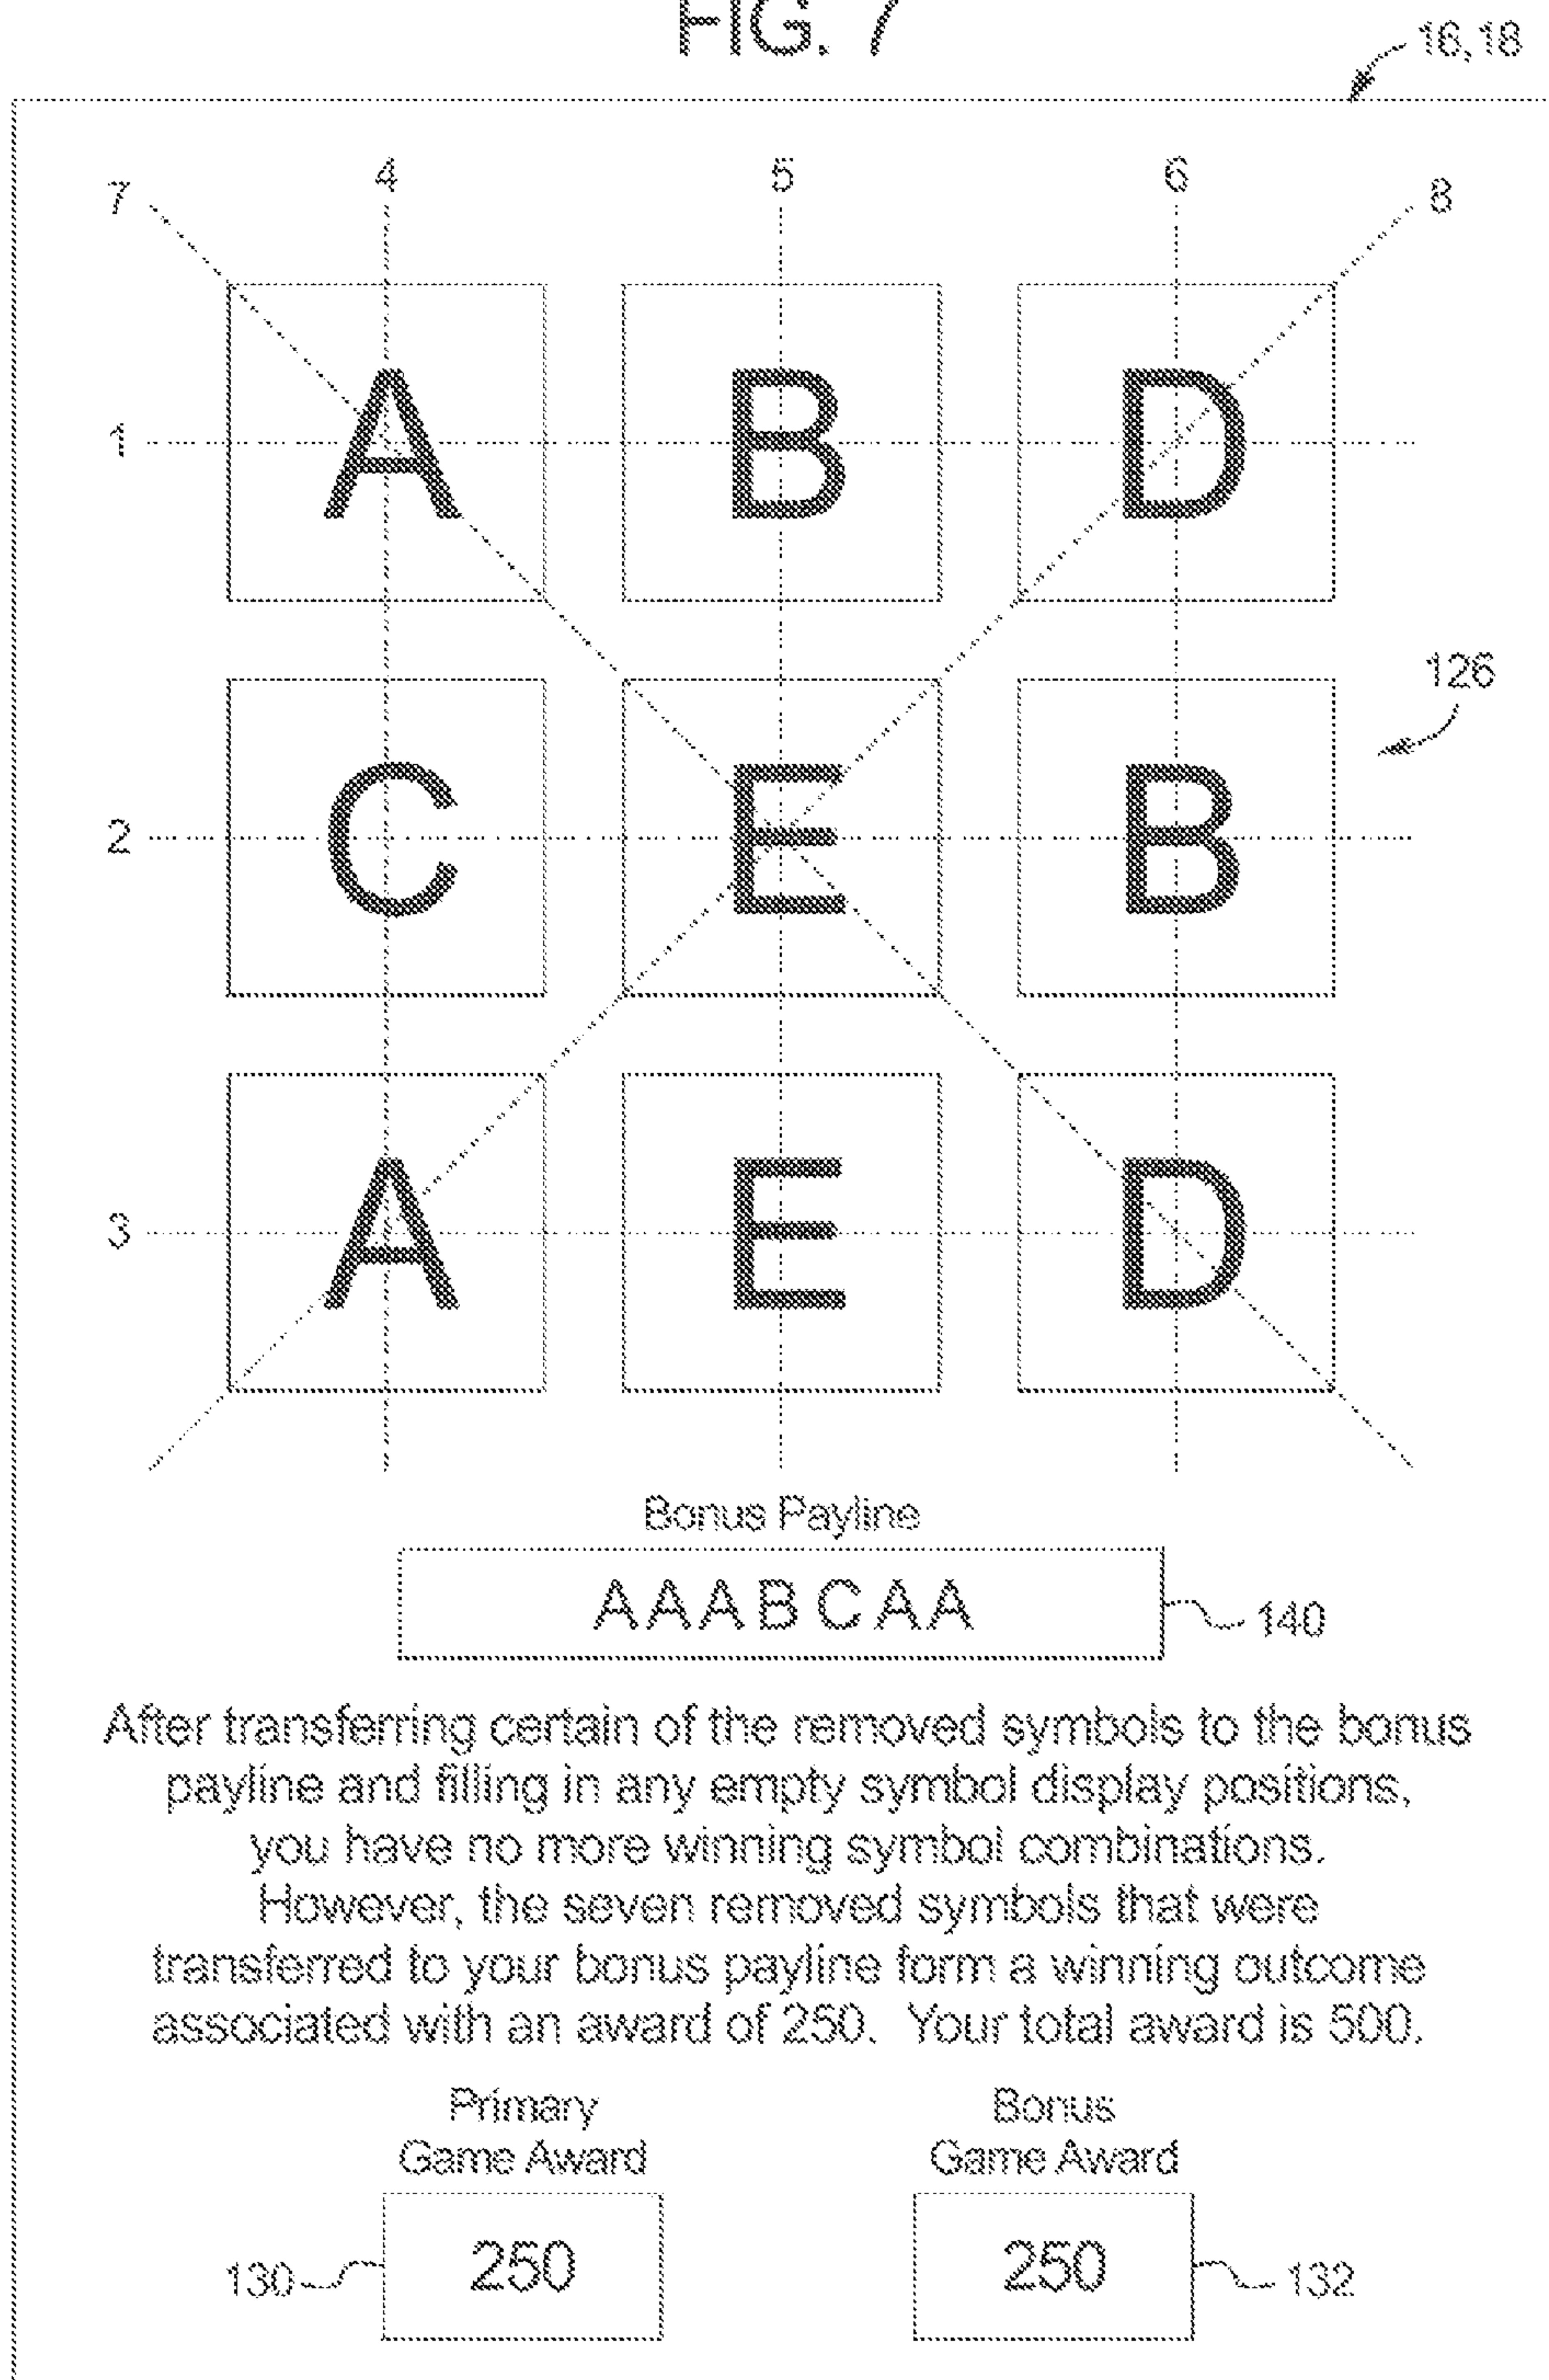 FIG. 7
16,18
7 4 5 6 8
1 A B D
126
2 C E B
3 A E D
Bonus Payline
AAABCAA 140
After transferring certain of the removed symbols to the bonus
payline and filling in any empty symbol display positions,
you have no more winning symbol combinations.
However, the seven removed symbols that were
transferred to your bonus payline form a winning outcome
associated with an award of 250. Your total award is 500.
Primary Bonus
Game Award Game Award
130 250 250 132